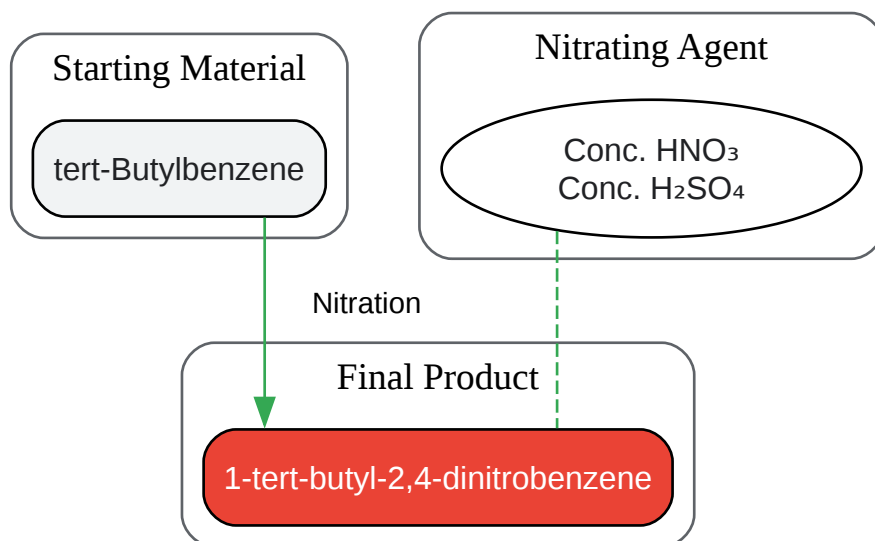 Starting Material
tert-Butylbenzene
Nitrating Agent
Conc. HNO₃
Conc. H₂SO₄
Nitration
Final Product
1-tert-butyl-2,4-dinitrobenzene